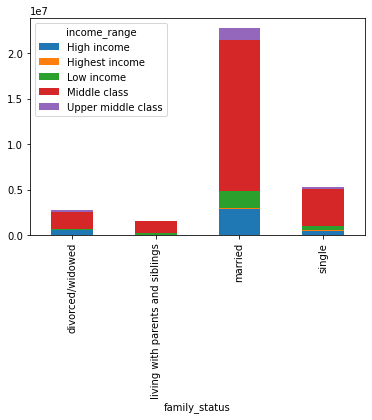 1e7
income_range
High income
Highest income
Low income
Middle class
Upper middle class
2.0
1.5
1.0
0.5
0.0
divorced/widowed
living with parents and siblings
married
single
family_status